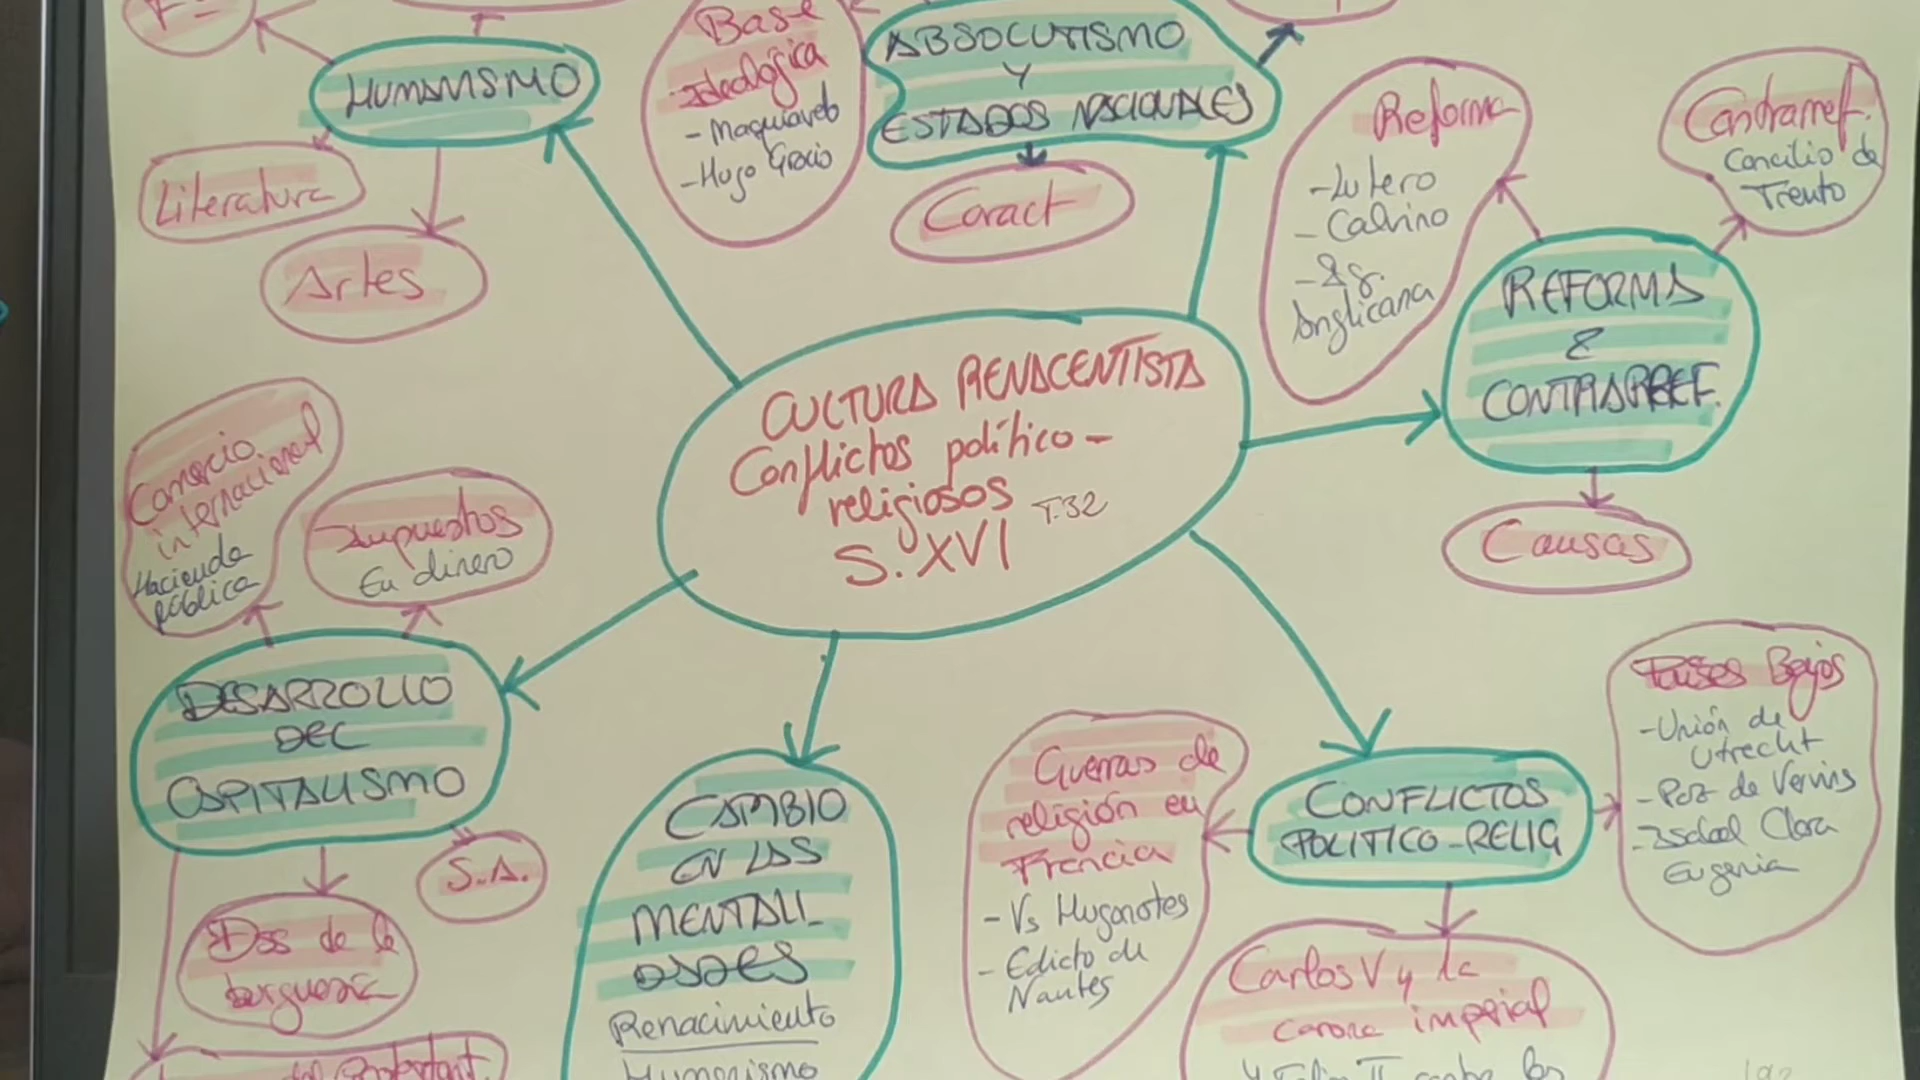 HUMANISMO
Literatura
Artes
Base
Ideológica
- Maquiavelo
- Hugo Grocio
ABSOLUTISMO
Y
ESTADOS NACIONALES
Caract
Reforma
- Lutero
- Calvino
- Ig.
Anglicana
Contraref.
Concilio de
Trento
REFORMA
E
CONTRARREF.
Causas
CULTURA RENACENTISTA
Conflictos político-
religiosos
S. XVI T.32
Comercio
internacional
Hacienda
pública
Impuestos
En dinero
DESARROLLO
DEL
CAPITALISMO
S.A.
Dss de la
burguesía
CAMBIO
EN LAS
MENTALI-
DADES
Renacimiento
Humanismo
Guerras de
religión en
Francia
- Vs Hugonotes
- Edicto de
Nantes
CONFLICTOS
POLITICO-RELIG
Países Bajos
- Unión de
Utrecht
- Paz de Vervins
- Isabel Clara
Eugenia
Carlos V y la
corona imperial